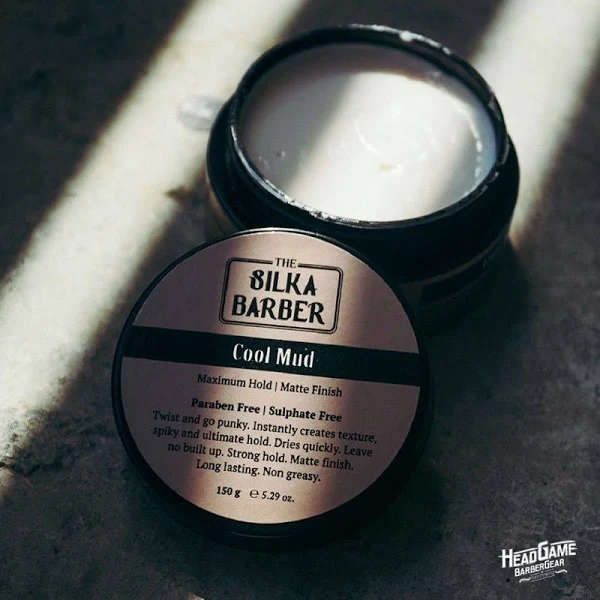 THE
SILKA
BARBER
Cool Mud
Maximum Hold | Matte Finish
Paraben Free | Sulphate Free
Twist and go punky. Instantly creates texture,
spiky and ultimate hold. Dries quickly. Leave
no built up. Strong hold. Matte finish.
Long lasting. Non greasy.
150 g ℮ 5.29 oz.
HEADGAME
BARBERGEAR